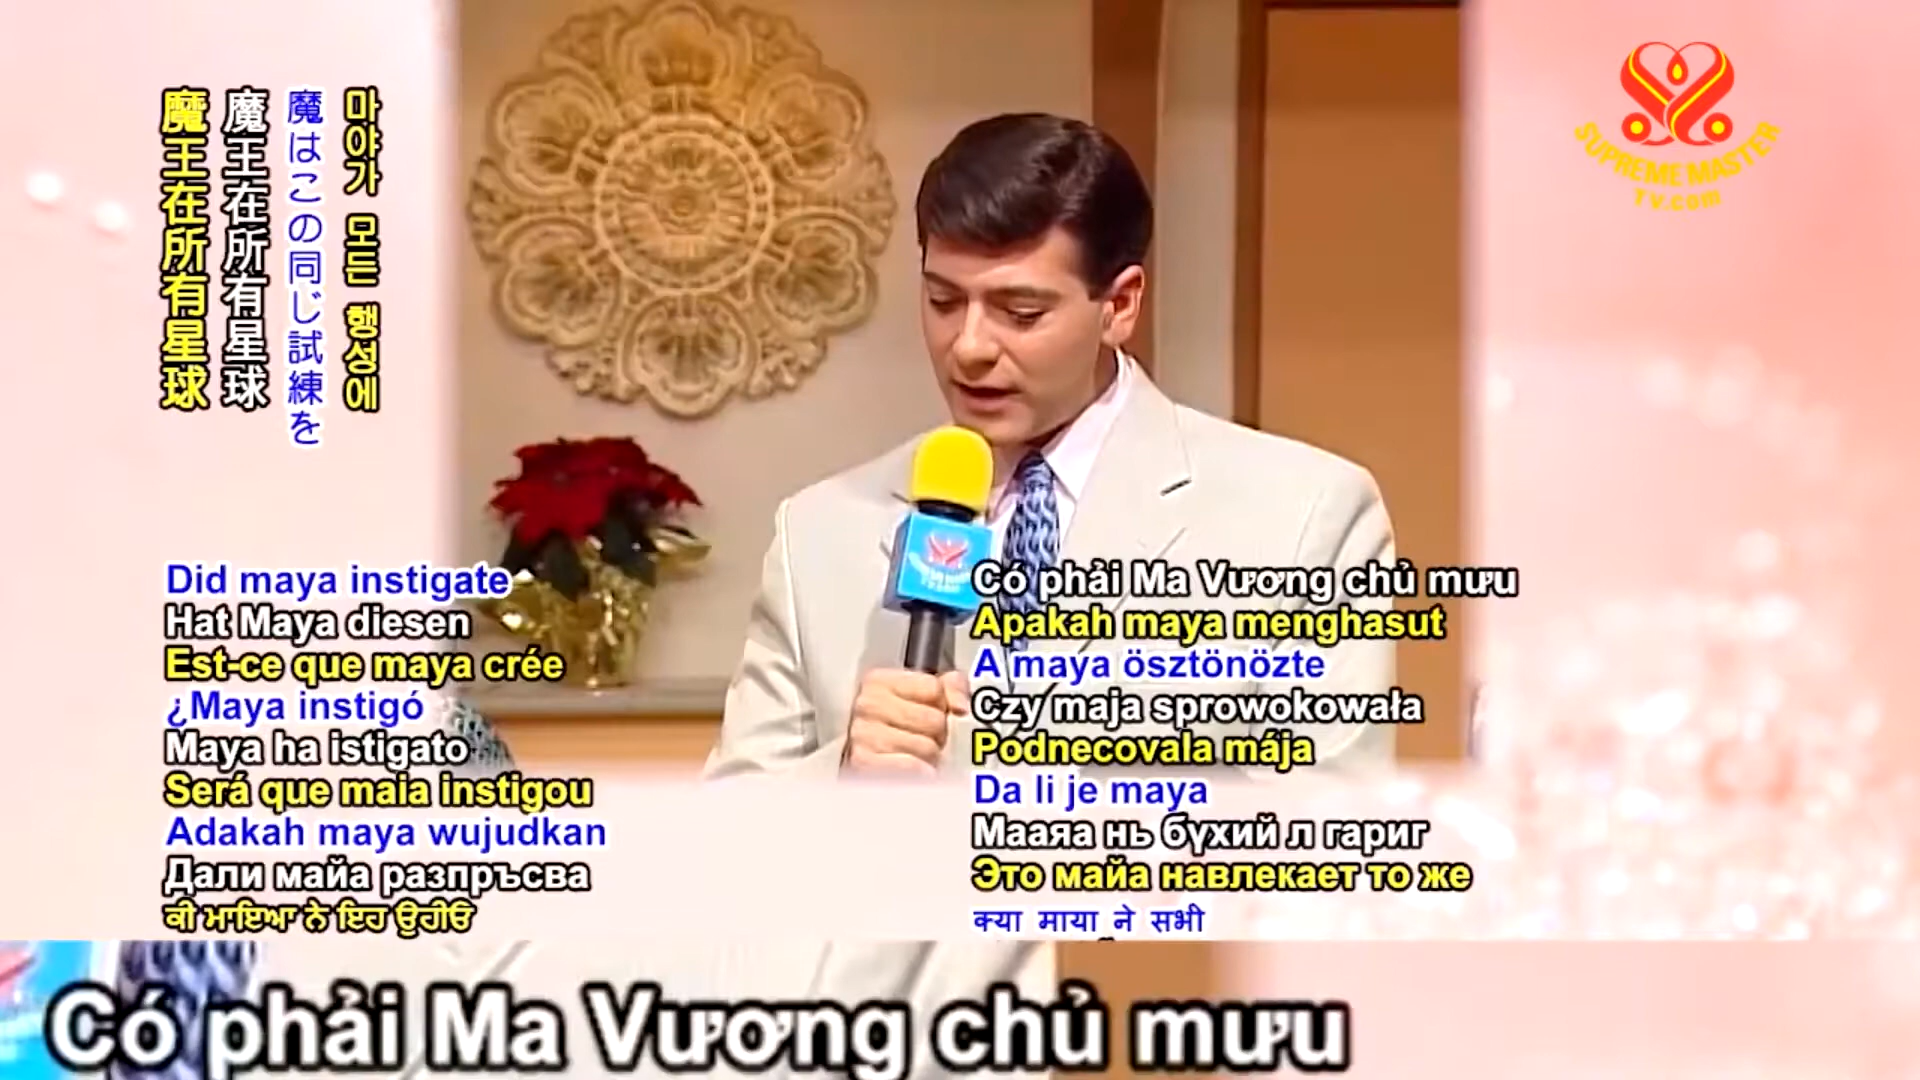 魔王在所有星球
魔王在所有星球
魔はこの同じ試練を
마야가 모든 행성에
SUPREME MASTER
TV.com
Did maya instigate
Hat Maya diesen
Est-ce que maya crée
¿Maya instigó
Maya ha istigato
Será que maia instigou
Adakah maya wujudkan
Дали майа разпръсва
ਕੀ ਮਾਇਆ ਨੇ ਇਹ ਉਹੀਓ
Có phải Ma Vương chủ mưu
Apakah maya menghasut
A maya ösztönözte
Czy maja sprowokowała
Podnecovala mája
Da li je maya
Мааяа нь бүхий л гариг
Это майа навлекает то же
क्या माया ने सभी
Có phải Ma Vương chủ mưu